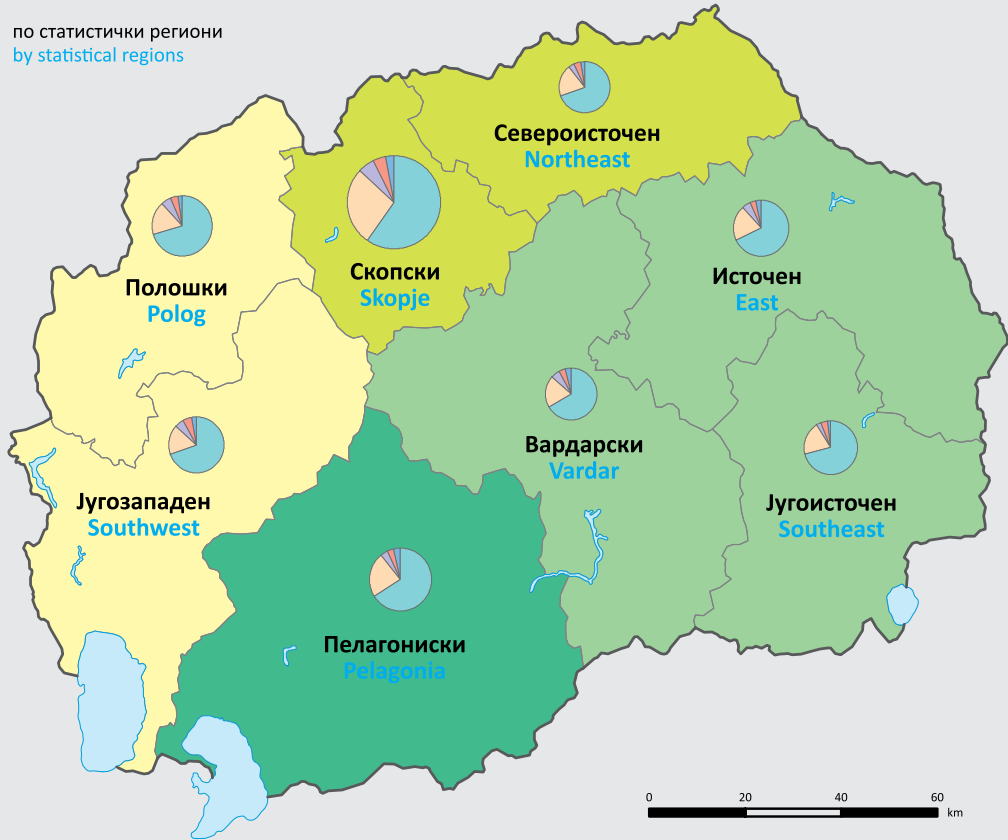 по статистички региони
by statistical regions
Североисточен
Northeast
Скопски
Skopje
Полошки
Polog
Источен
East
Вардарски
Vardar
Југозападен
Southwest
Југоисточен
Southeast
Пелагониски
Pelagonia
0 20 40 60
km